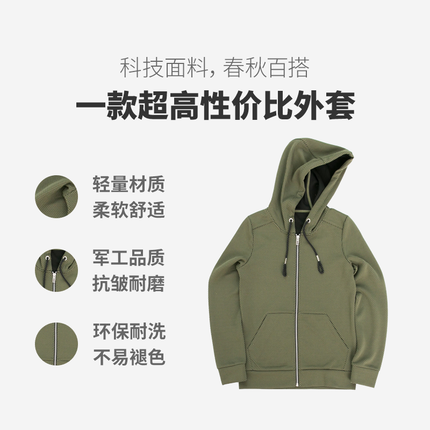 科技面料，春秋百搭
一款超高性价比外套
轻量材质
柔软舒适
军工品质
抗皱耐磨
环保耐洗
不易褪色